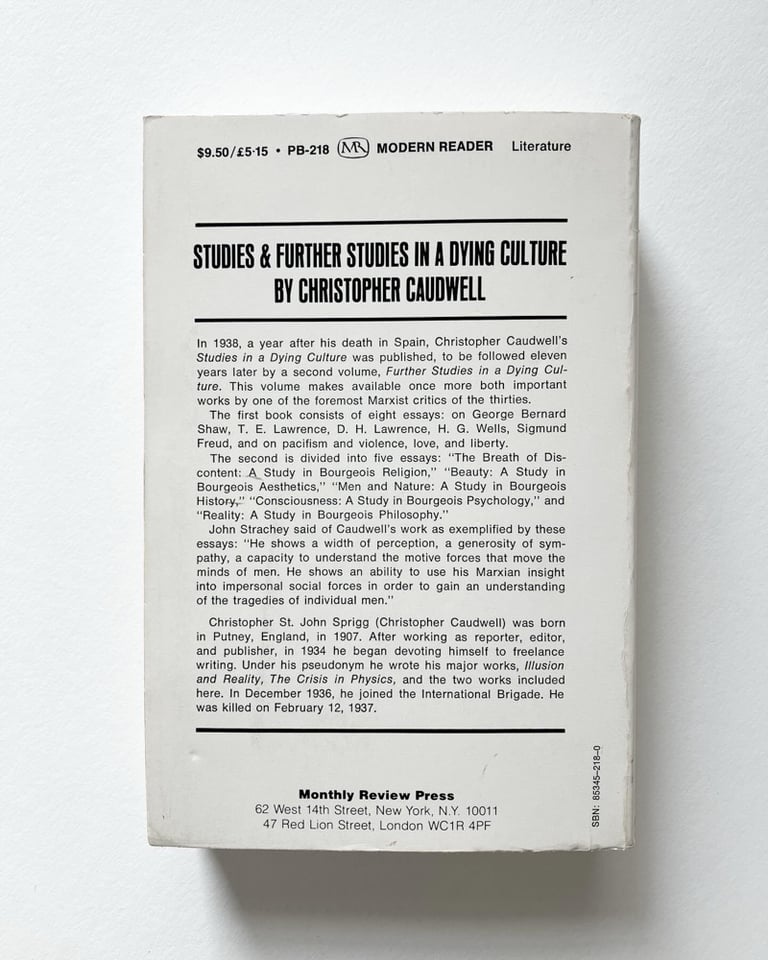 $9.50/£5·15 • PB-218 MR MODERN READER Literature
STUDIES & FURTHER STUDIES IN A DYING CULTURE
BY CHRISTOPHER CAUDWELL
In 1938, a year after his death in Spain, Christopher Caudwell's
Studies in a Dying Culture was published, to be followed eleven
years later by a second volume, Further Studies in a Dying Cul-
ture. This volume makes available once more both important
works by one of the foremost Marxist critics of the thirties.
The first book consists of eight essays: on George Bernard
Shaw, T. E. Lawrence, D. H. Lawrence, H. G. Wells, Sigmund
Freud, and on pacifism and violence, love, and liberty.
The second is divided into five essays: "The Breath of Dis-
content: A Study in Bourgeois Religion," "Beauty: A Study in
Bourgeois Aesthetics," "Men and Nature: A Study in Bourgeois
History," "Consciousness: A Study in Bourgeois Psychology," and
"Reality: A Study in Bourgeois Philosophy."
John Strachey said of Caudwell's work as exemplified by these
essays: "He shows a width of perception, a generosity of sym-
pathy, a capacity to understand the motive forces that move the
minds of men. He shows an ability to use his Marxian insight
into impersonal social forces in order to gain an understanding
of the tragedies of individual men."
Christopher St. John Sprigg (Christopher Caudwell) was born
in Putney, England, in 1907. After working as reporter, editor,
and publisher, in 1934 he began devoting himself to freelance
writing. Under his pseudonym he wrote his major works, Illusion
and Reality, The Crisis in Physics, and the two works included
here. In December 1936, he joined the International Brigade. He
was killed on February 12, 1937.
Monthly Review Press
62 West 14th Street, New York, N.Y. 10011
47 Red Lion Street, London WC1R 4PF
SBN: 85345-218-0